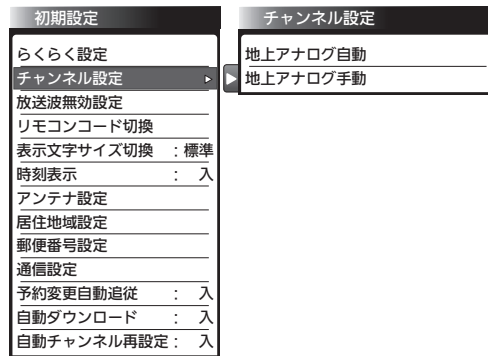 初期設定
らくらく設定
チャンネル設定
放送波無効設定
リモコンコード切換
表示文字サイズ切換 :標準
時刻表示 : 入
アンテナ設定
居住地域設定
郵便番号設定
通信設定
予約変更自動追従 : 入
自動ダウンロード : 入
自動チャンネル再設定: 入
チャンネル設定
地上アナログ自動
地上アナログ手動